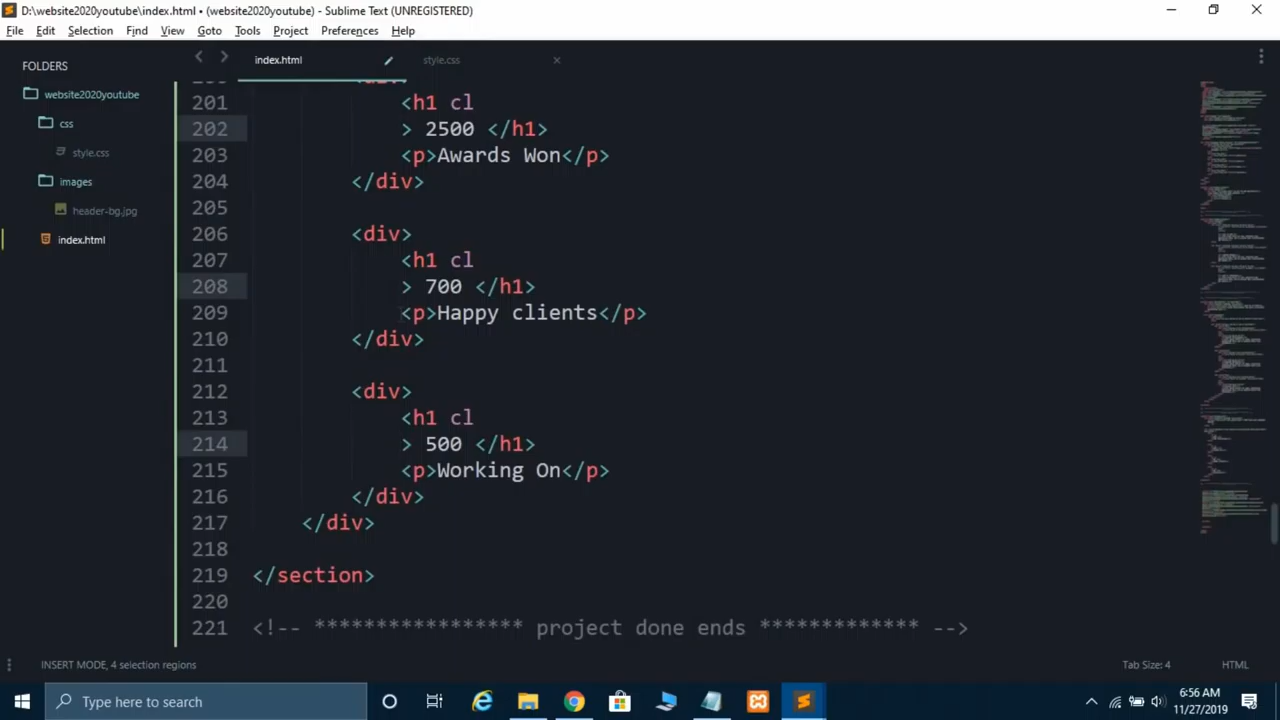 D:\website2020youtube\index.html • (website2020youtube) - Sublime Text (UNREGISTERED)
File Edit Selection Find View Goto Tools Project Preferences Help
FOLDERS
website2020youtube
css
style.css
images
header-bg.jpg
index.html
index.html style.css
201 <h1 cl
202 > 2500 </h1>
203 <p>Awards Won</p>
204 </div>
205
206 <div>
207 <h1 cl
208 > 700 </h1>
209 <p>Happy clients</p>
210 </div>
211
212 <div>
213 <h1 cl
214 > 500 </h1>
215 <p>Working On</p>
216 </div>
217 </div>
218
219 </section>
220
221 <!-- ***************** project done ends ************* -->
INSERT MODE, 4 selection regions Tab Size: 4 HTML
Type here to search
6:56 AM
11/27/2019